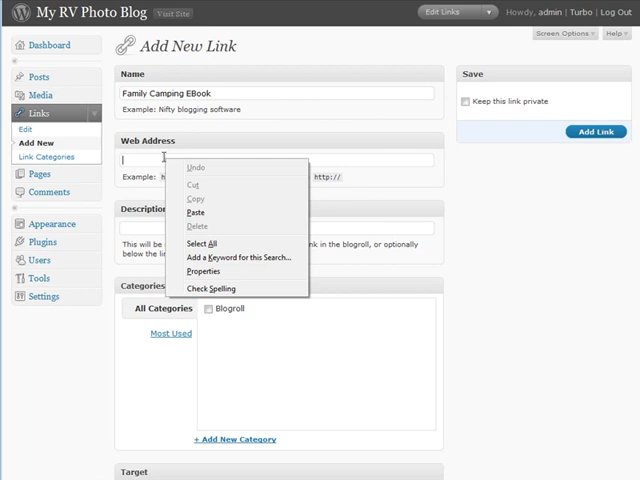 My RV Photo Blog
Visit Site
Edit Links
Howdy, admin | Turbo | Log Out
Screen Options
Help
Dashboard
Posts
Media
Links
Edit
Add New
Link Categories
Pages
Comments
Appearance
Plugins
Users
Tools
Settings
Add New Link
Name
Family Camping EBook
Example: Nifty blogging software
Web Address
Example: h
http://
Undo
Cut
Copy
Paste
Delete
Select All
Add a Keyword for this Search...
Properties
Check Spelling
Description
This will be
nk in the blogroll, or optionally
below the lin
Categories
All Categories
Most Used
Blogroll
+ Add New Category
Target
Save
Keep this link private
Add Link